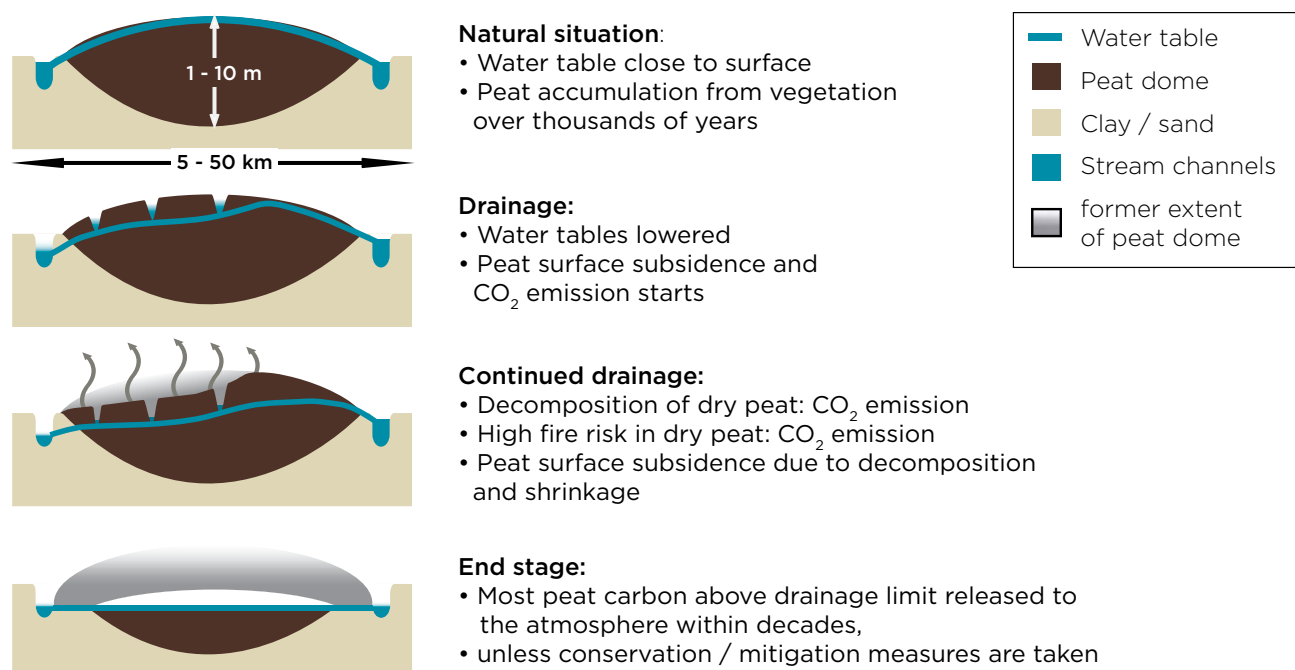 1 - 10 m
5 - 50 km
Natural situation:
• Water table close to surface
• Peat accumulation from vegetation
over thousands of years
Drainage:
• Water tables lowered
• Peat surface subsidence and
CO₂ emission starts
Continued drainage:
• Decomposition of dry peat: CO₂ emission
• High fire risk in dry peat: CO₂ emission
• Peat surface subsidence due to decomposition
and shrinkage
End stage:
• Most peat carbon above drainage limit released to
the atmosphere within decades,
• unless conservation / mitigation measures are taken
Water table
Peat dome
Clay / sand
Stream channels
former extent
of peat dome